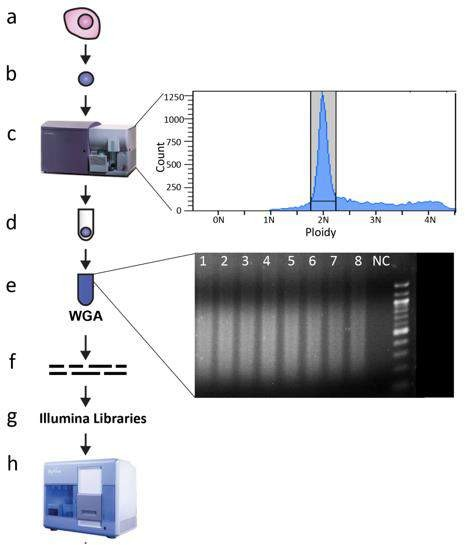 a
b
c
1250
1000
750
500
250
0
Count
0N 1N 2N 3N 4N
Ploidy
d
e
WGA
1 2 3 4 5 6 7 8 NC
f
g Illumina Libraries
h